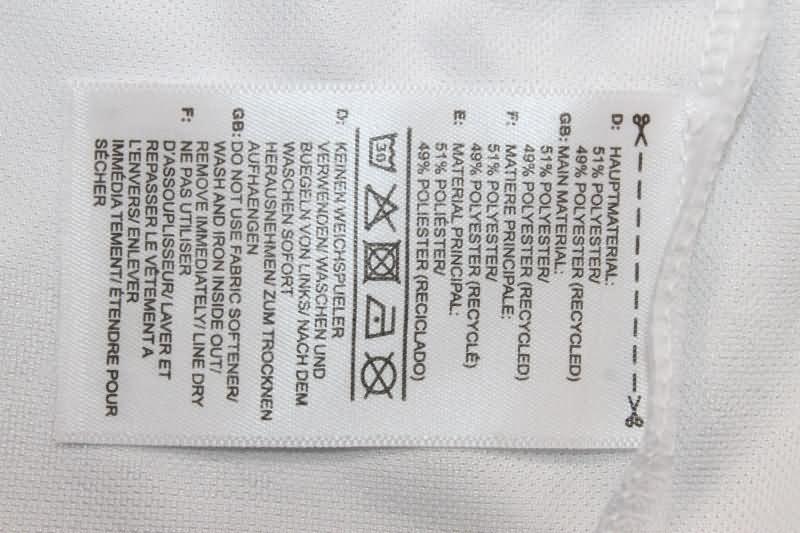 D: HAUPTMATERIAL:
51% POLYESTER/
49% POLYESTER (RECYCLED)
GB: MAIN MATERIAL:
51% POLYESTER/
49% POLYESTER (RECYCLED)
F: MATIERE PRINCIPALE:
51% POLYESTER/
49% POLYESTER (RECYCLÉ)
E: MATERIAL PRINCIPAL:
51% POLIÉSTER/
49% POLIÉSTER (RECICLADO)
30
D: KEINEN WEICHSPUELER
VERWENDEN/ WASCHEN UND
BUEGELN VON LINKS/ NACH DEM
WASCHEN SOFORT
HERAUSNEHMEN/ ZUM TROCKNEN
AUFHAENGEN
GB: DO NOT USE FABRIC SOFTENER/
WASH AND IRON INSIDE OUT/
REMOVE IMMEDIATELY/ LINE DRY
F: NE PAS UTILISER
D'ASSOUPLISSEUR/ LAVER ET
REPASSER LE VÊTEMENT A
L'ENVERS/ ENLEVER
IMMÉDIATEMENT/ ÉTENDRE POUR
SÉCHER